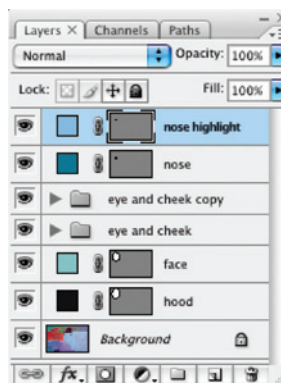 Layers × Channels Paths
Normal Opacity: 100%
Lock: Fill: 100%
nose highlight
nose
eye and cheek copy
eye and cheek
face
hood
Background
fx.